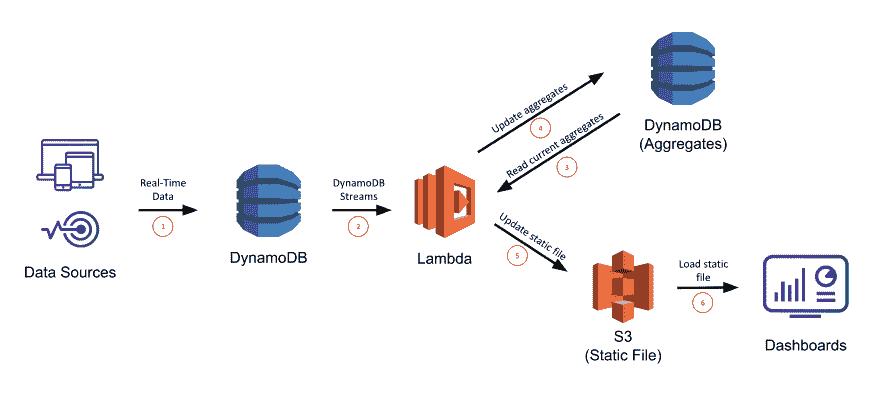 Data Sources
Real-Time
Data
1
DynamoDB
DynamoDB
Streams
2
Lambda
Update aggregates
4
Read current aggregates
3
DynamoDB
(Aggregates)
Update static file
5
S3
(Static File)
Load static
file
6
Dashboards